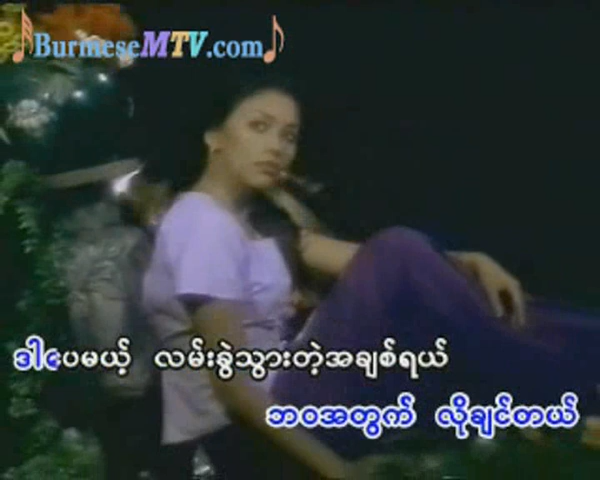 BurmeseMTV.com
ဒါပေမယ့် လမ်းခွဲသွားတဲ့အချစ်ရယ်
ဘဝအတွက် လိုချင်တယ်